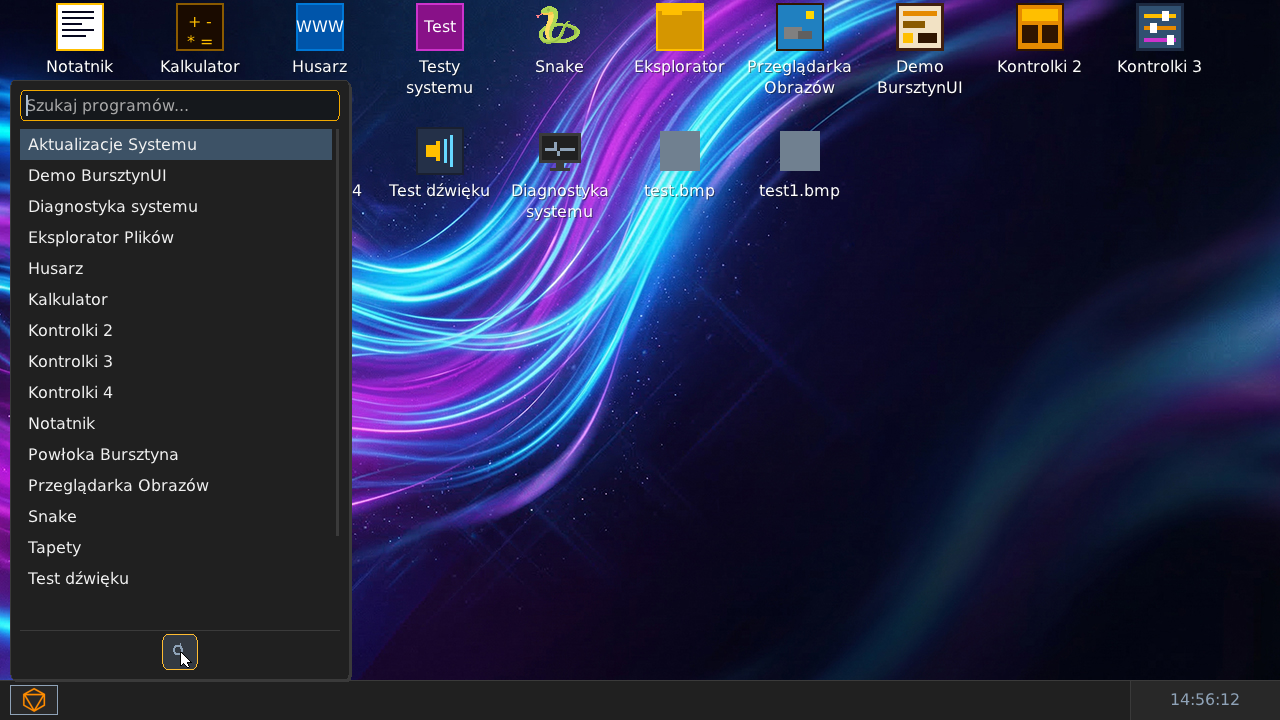 + -
* =
WWW
Test
Notatnik
Kalkulator
Husarz
Testy
systemu
Snake
Eksplorator
Przeglądarka
Obrazów
Demo
BursztynUI
Kontrolki 2
Kontrolki 3
4
Test dźwięku
Diagnostyka
systemu
test.bmp
test1.bmp
Szukaj programów...
Aktualizacje Systemu
Demo BursztynUI
Diagnostyka systemu
Eksplorator Plików
Husarz
Kalkulator
Kontrolki 2
Kontrolki 3
Kontrolki 4
Notatnik
Powłoka Bursztyna
Przeglądarka Obrazów
Snake
Tapety
Test dźwięku
14:56:12